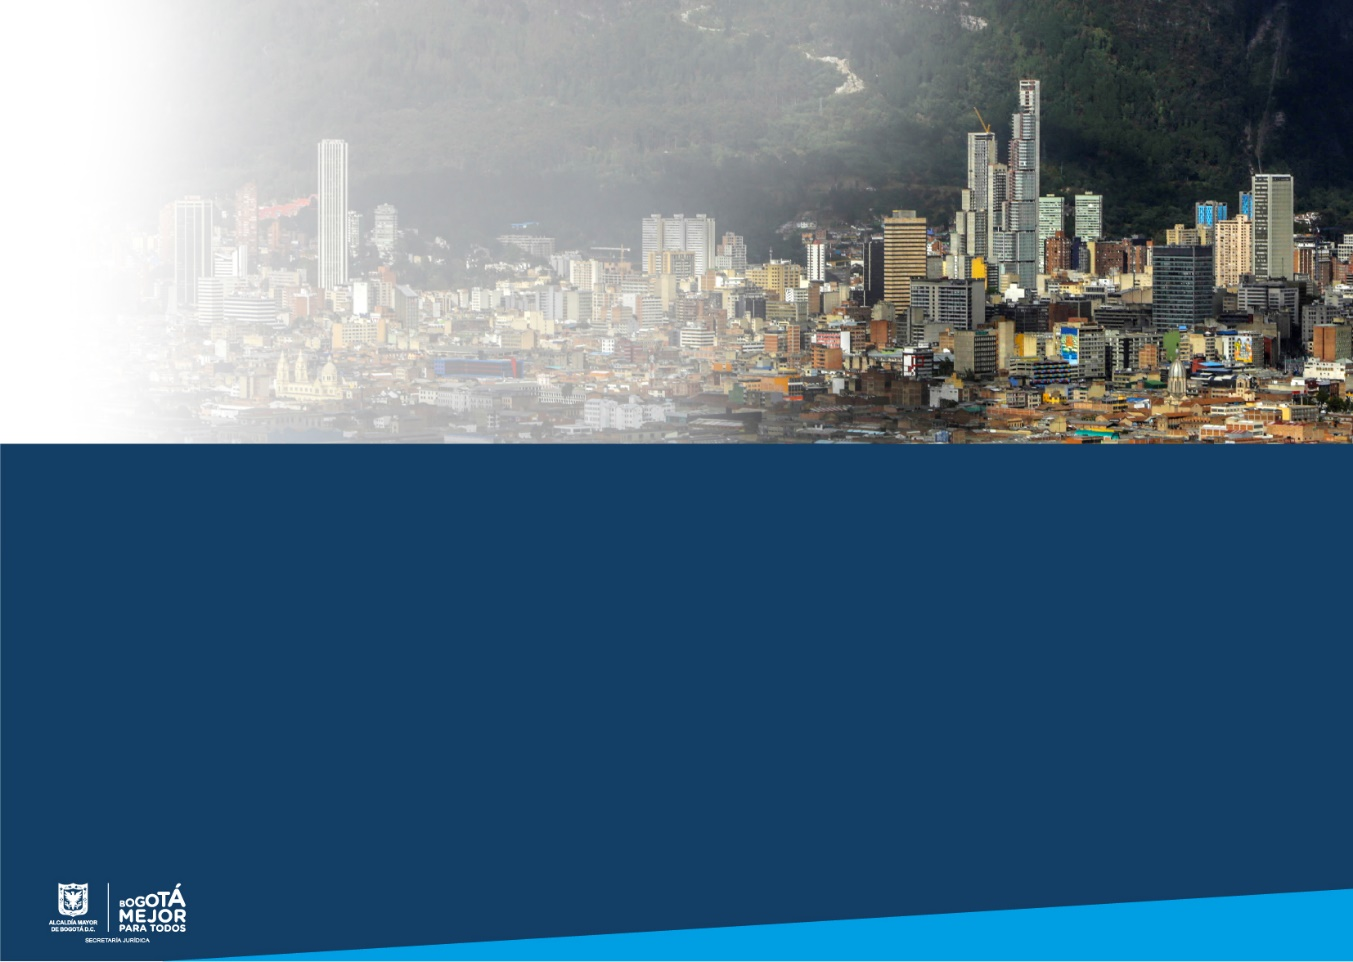 ALCALDÍA MAYOR
DE BOGOTÁ D.C.
BOGOTÁ
MEJOR
PARA TODOS
SECRETARÍA JURÍDICA